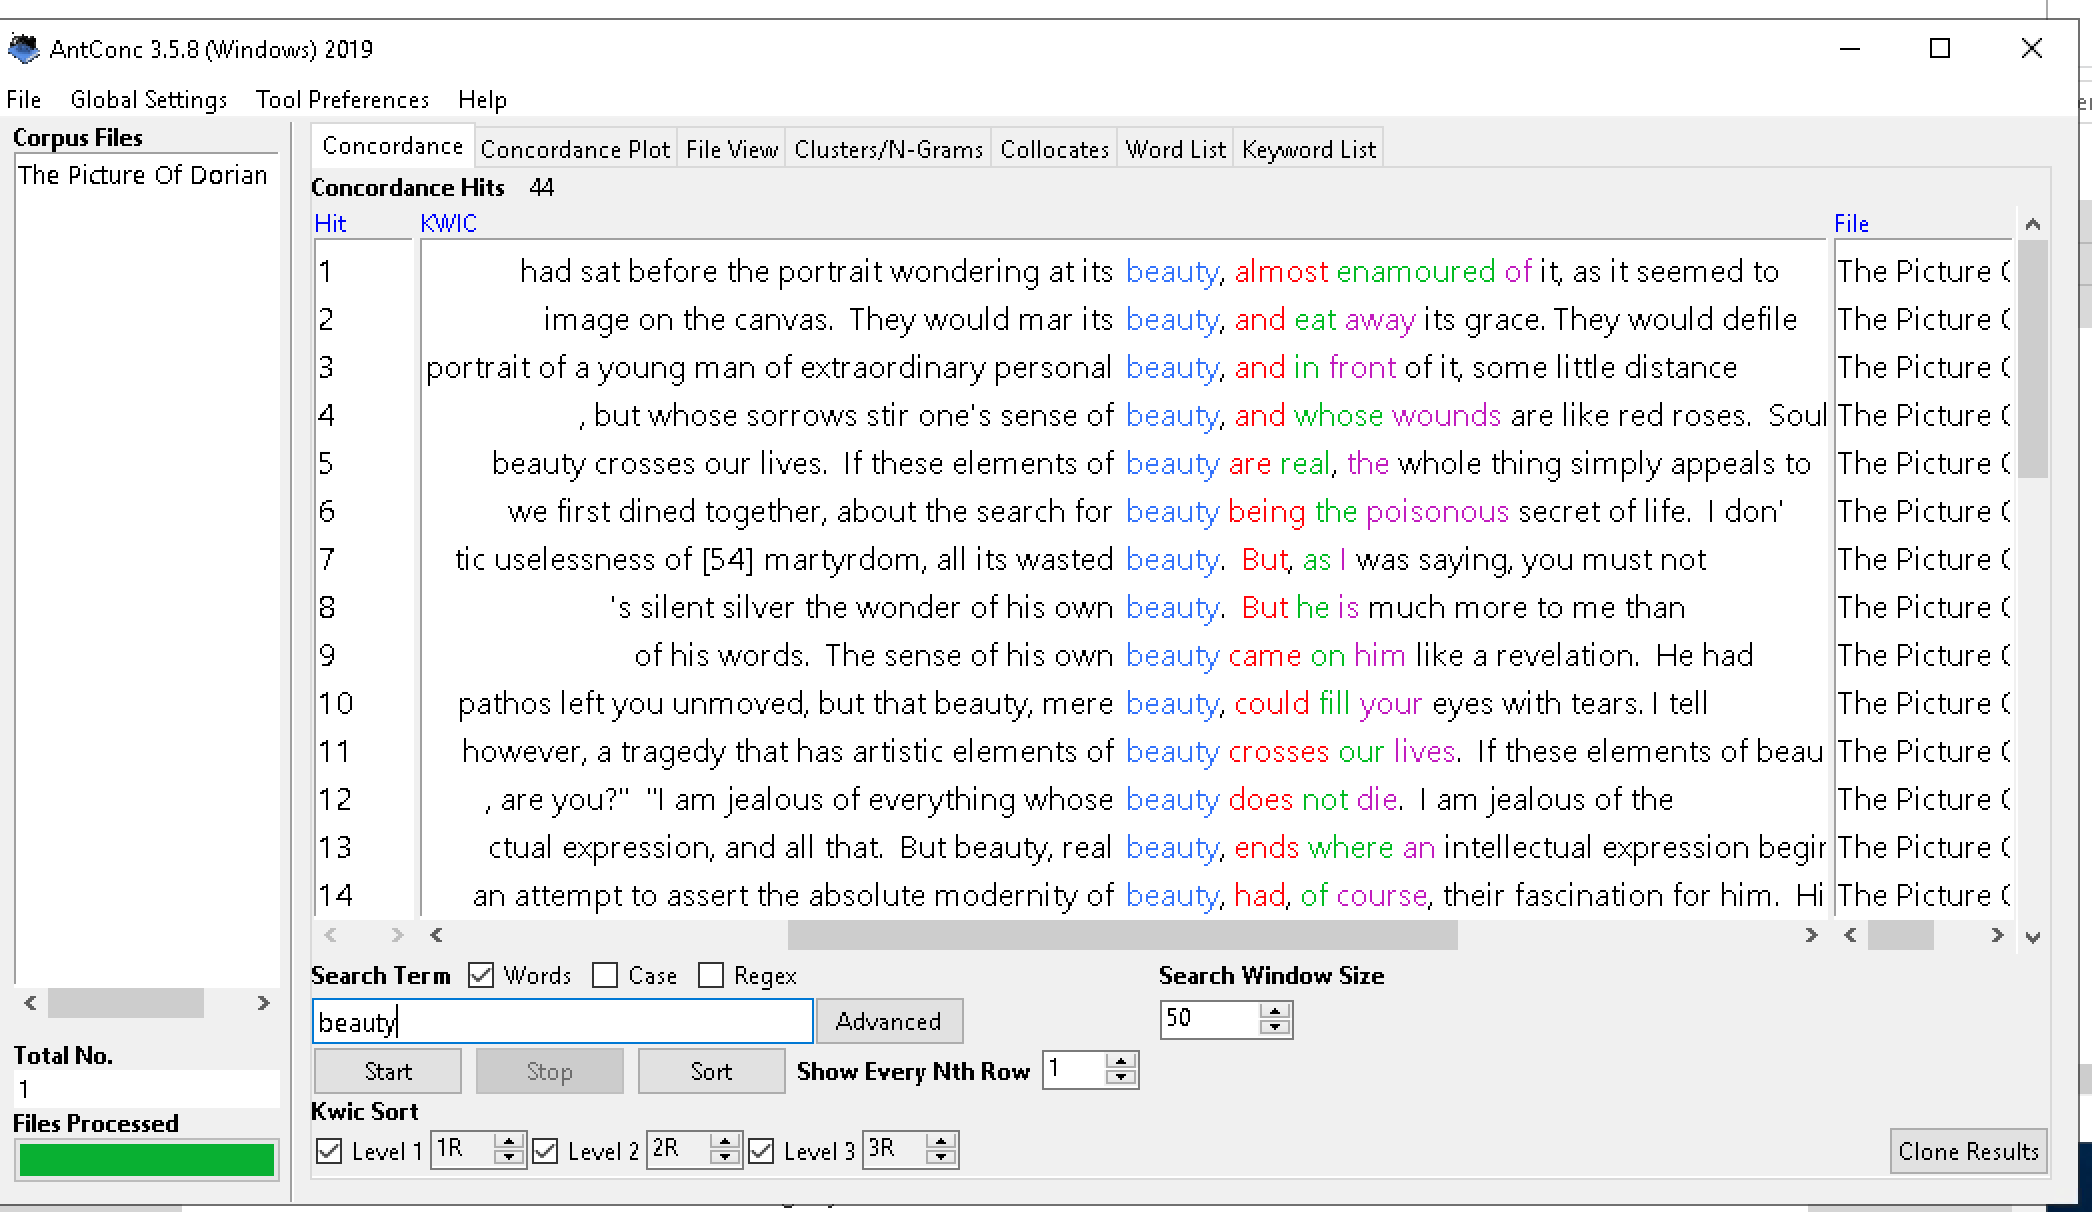 AntConc 3.5.8 (Windows) 2019
File Global Settings Tool Preferences Help
Corpus Files
The Picture Of Dorian
Concordance Concordance Plot File View Clusters/N-Grams Collocates Word List Keyword List
Concordance Hits 44
Hit KWIC File
1 had sat before the portrait wondering at its beauty, almost enamoured of it, as it seemed to The Picture
2 image on the canvas. They would mar its beauty, and eat away its grace. They would defile The Picture
3 portrait of a young man of extraordinary personal beauty, and in front of it, some little distance The Picture
4 , but whose sorrows stir one's sense of beauty, and whose wounds are like red roses. Soul The Picture
5 beauty crosses our lives. If these elements of beauty are real, the whole thing simply appeals to The Picture
6 we first dined together, about the search for beauty being the poisonous secret of life. I don' The Picture
7 tic uselessness of [54] martyrdom, all its wasted beauty. But, as I was saying, you must not The Picture
8 's silent silver the wonder of his own beauty. But he is much more to me than The Picture
9 of his words. The sense of his own beauty came on him like a revelation. He had The Picture
10 pathos left you unmoved, but that beauty, mere beauty, could fill your eyes with tears. I tell The Picture
11 however, a tragedy that has artistic elements of beauty crosses our lives. If these elements of beau The Picture
12 , are you?" "I am jealous of everything whose beauty does not die. I am jealous of the The Picture
13 ctual expression, and all that. But beauty, real beauty, ends where an intellectual expression begin The Picture
14 an attempt to assert the absolute modernity of beauty, had, of course, their fascination for him. Hi The Picture
Search Term Words Case Regex Search Window Size
beauty Advanced 50
Start Stop Sort Show Every Nth Row 1
Kwic Sort
Level 1 1R Level 2 2R Level 3 3R Clone Results
Total No.
1
Files Processed